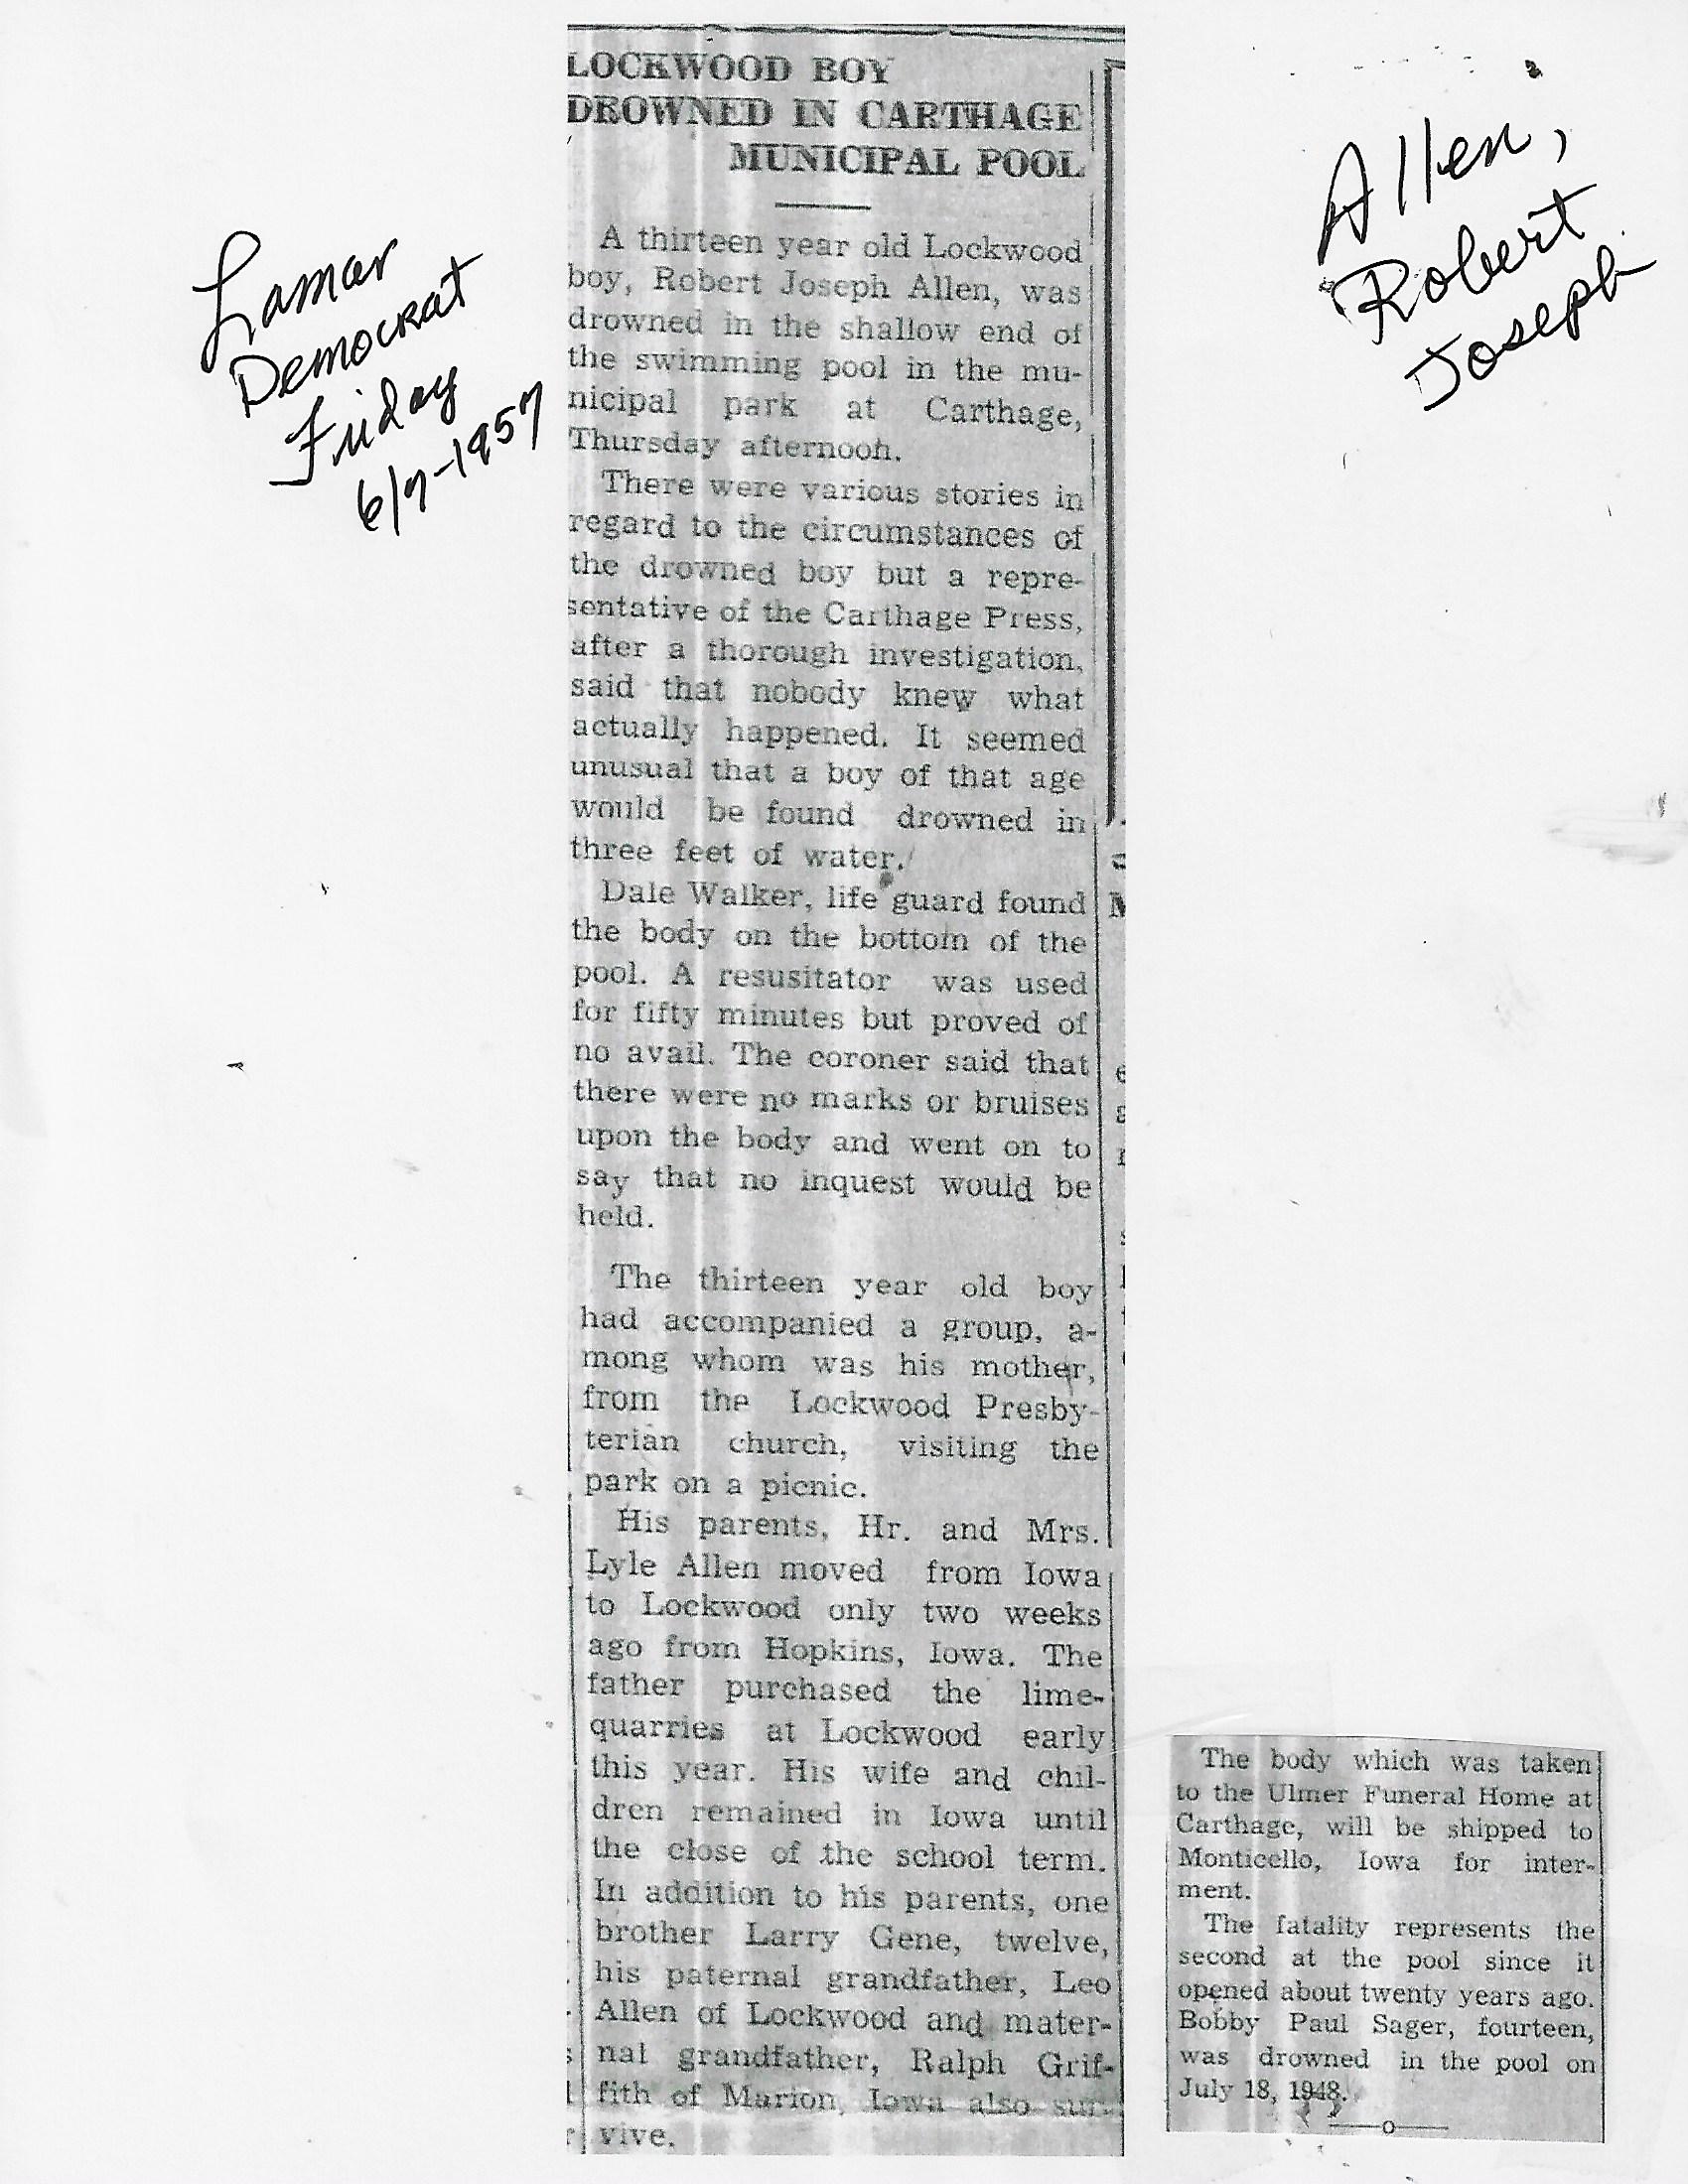 Lamar
Democrat
Friday
6/7-1957
Allen,
Robert
Joseph
LOCKWOOD BOY
DROWNED IN CARTHAGE
MUNICIPAL POOL
A thirteen year old Lockwood
boy, Robert Joseph Allen, was
drowned in the shallow end of
the swimming pool in the mu-
nicipal park at Carthage,
Thursday afternooh.
There were various stories in
regard to the circumstances of
the drowned boy but a repre-
sentative of the Carthage Press,
after a thorough investigation,
said that nobody knew what
actually happened. It seemed
unusual that a boy of that age
would be found drowned in
three feet of water.
Dale Walker, life guard found
the body on the bottom of the
pool. A resusitator was used
for fifty minutes but proved of
no avail. The coroner said that
there were no marks or bruises
upon the body and went on to
say that no inquest would be
held.
The thirteen year old boy
had accompanied a group, a-
mong whom was his mother,
from the Lockwood Presby-
terian church, visiting the
park on a picnic.
His parents, Hr. and Mrs.
Lyle Allen moved from Iowa
to Lockwood only two weeks
ago from Hopkins, Iowa. The
father purchased the lime-
quarries at Lockwood early
this year. His wife and chil-
dren remained in Iowa until
the close of the school term.
In addition to his parents, one
brother Larry Gene, twelve,
his paternal grandfather, Leo
Allen of Lockwood and mater-
nal grandfather, Ralph Grif-
fith of Marion, Iowa also sur-
vive.
The body which was taken
to the Ulmer Funeral Home at
Carthage, will be shipped to
Monticello, Iowa for inter-
ment.
The fatality represents the
second at the pool since it
opened about twenty years ago.
Bobby Paul Sager, fourteen,
was drowned in the pool on
July 18, 1948.
—o—